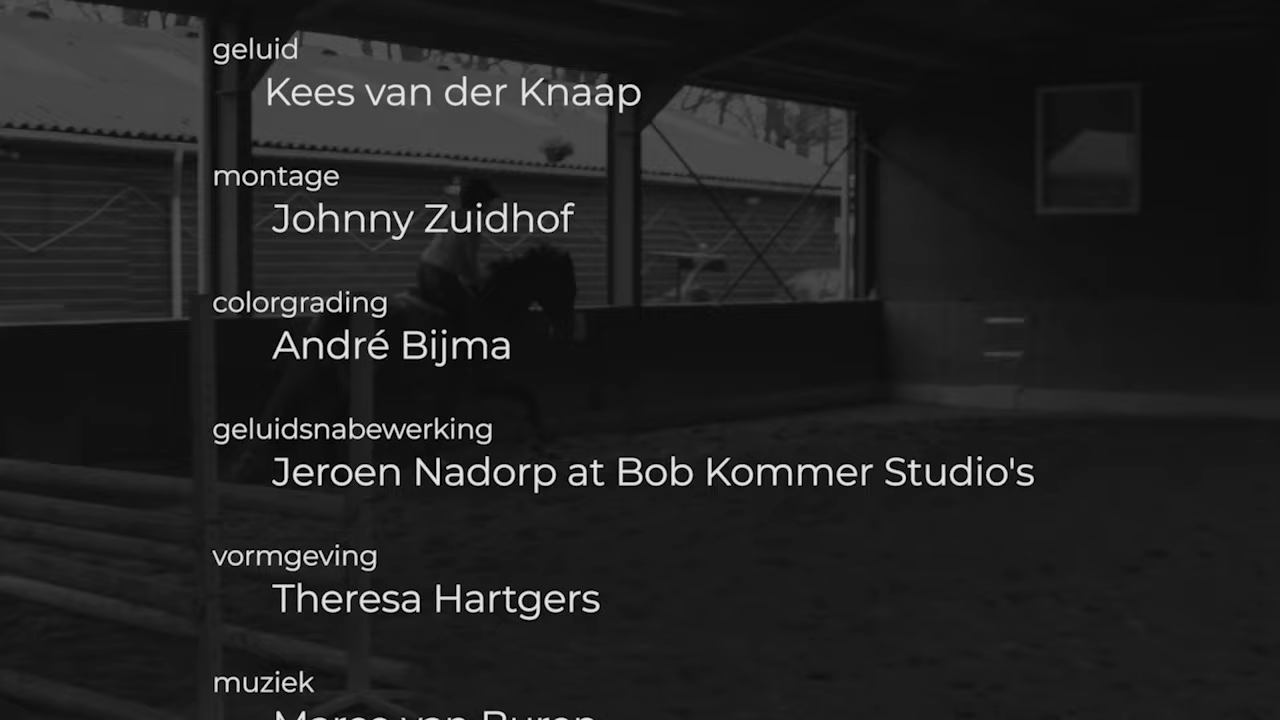 geluid
Kees van der Knaap
montage
Johnny Zuidhof
colorgrading
André Bijma
geluidsnabewerking
Jeroen Nadorp at Bob Kommer Studio's
vormgeving
Theresa Hartgers
muziek
van